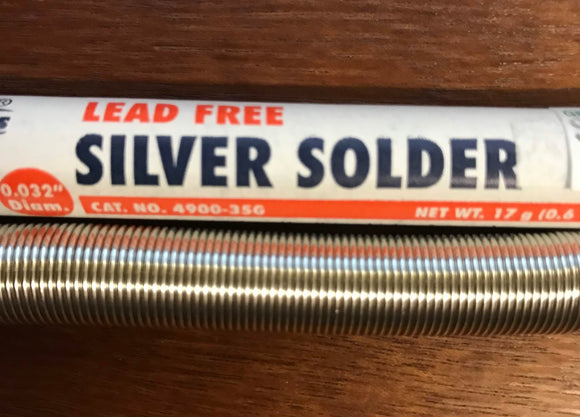 ®
LEAD FREE
SILVER SOLDER
0.032"
Diam.
CAT. NO. 4900-35G
NET WT. 17 g (0.6